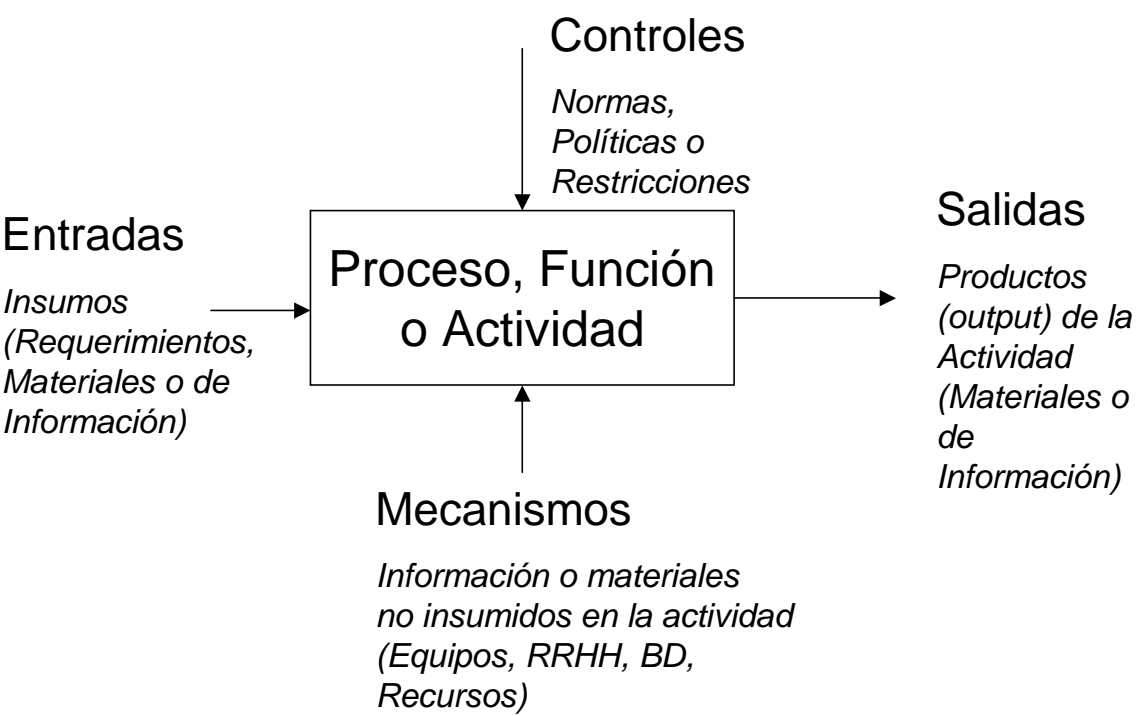 Controles
Normas,
Políticas o
Restricciones
Entradas
Insumos
(Requerimientos,
Materiales o de
Información)
Proceso, Función
o Actividad
Salidas
Productos
(output) de la
Actividad
(Materiales o
de
Información)
Mecanismos
Información o materiales
no insumidos en la actividad
(Equipos, RRHH, BD,
Recursos)